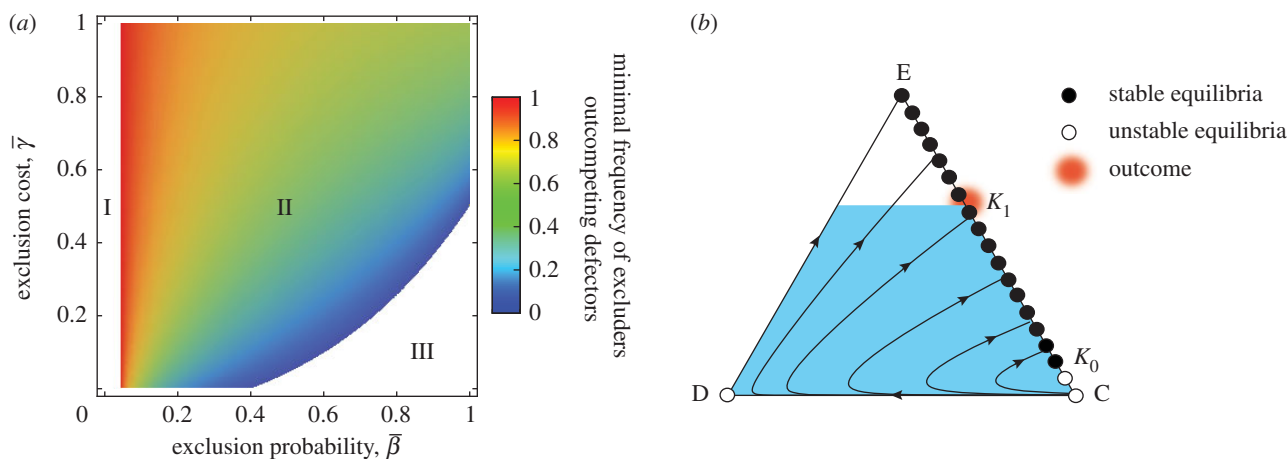 (a)
1
0.8
0.6
0.4
0.2
0
exclusion cost, γ̅
I
II
III
0
0.2
0.4
0.6
0.8
1
exclusion probability, β̅
1
0.8
0.6
0.4
0.2
0
minimal frequency of excluders
outcompeting defectors
(b)
E
K1
K0
D
C
stable equilibria
unstable equilibria
outcome